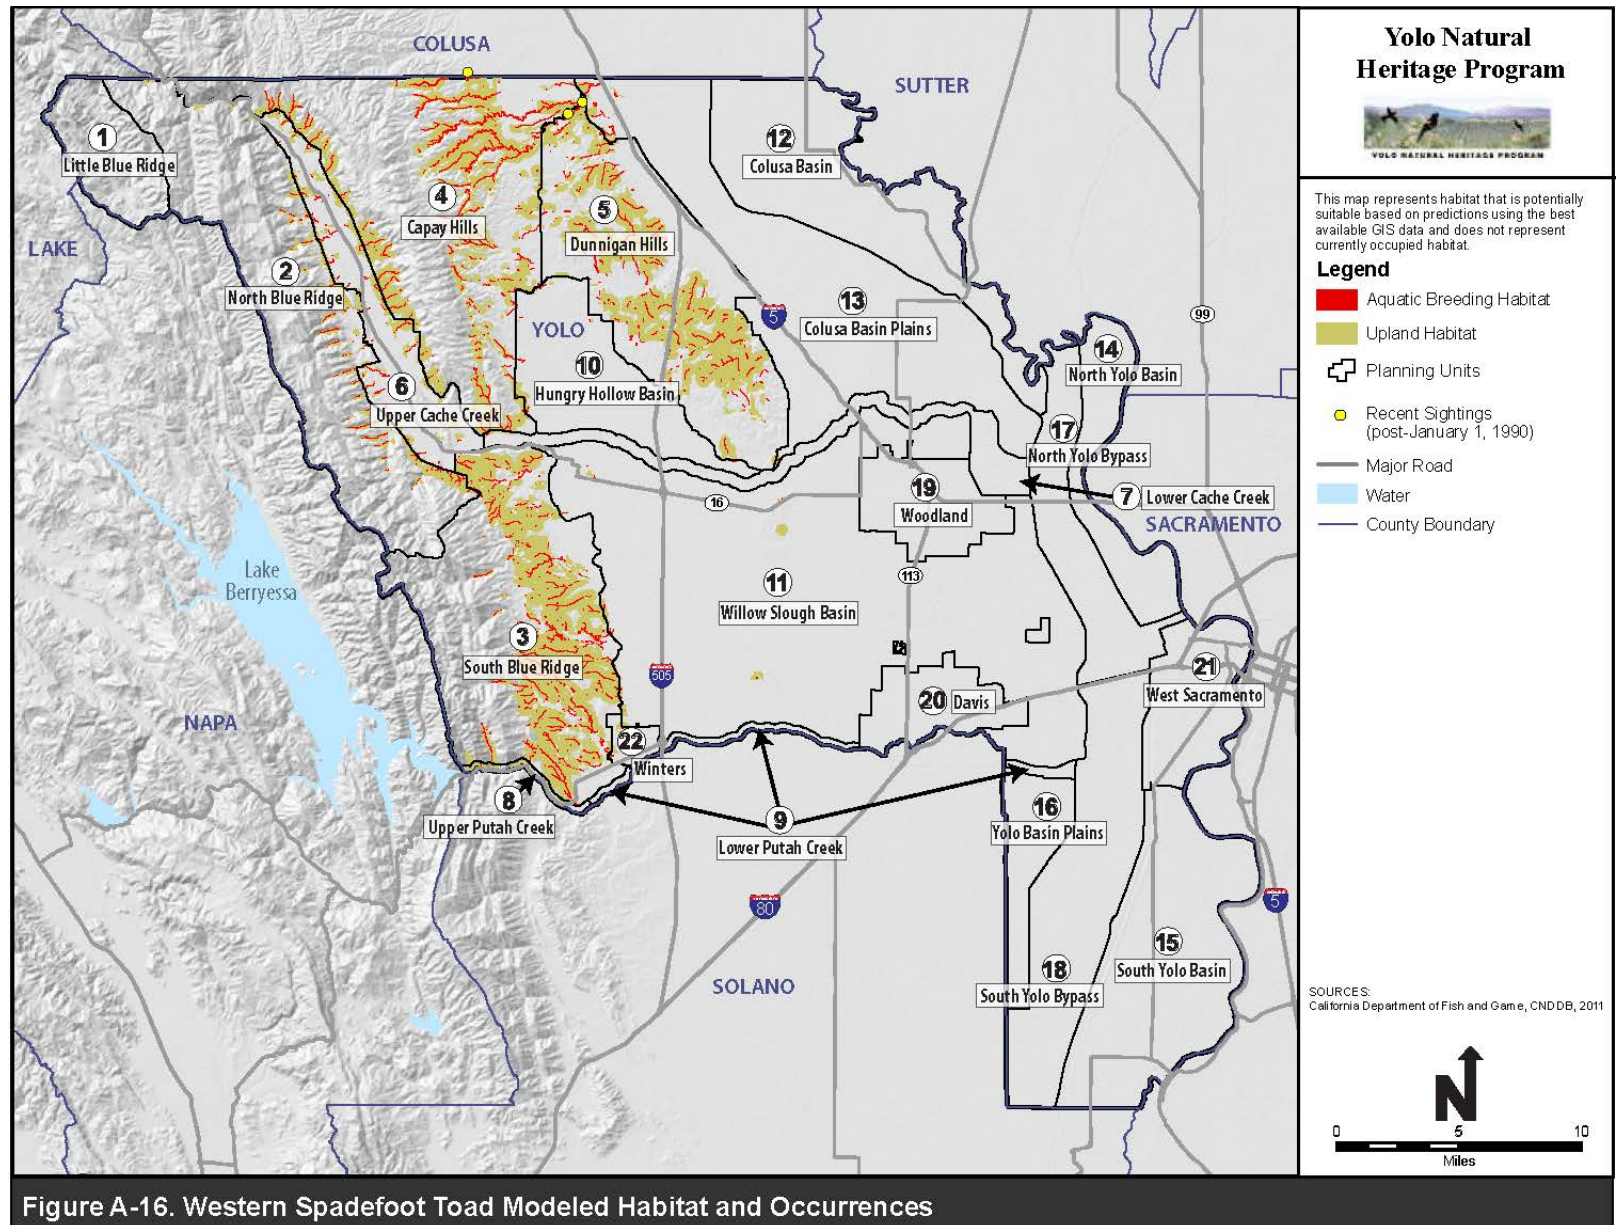 COLUSA
SUTTER
1
Little Blue Ridge
12
Colusa Basin
4
Capay Hills
5
Dunnigan Hills
LAKE
2
North Blue Ridge
YOLO
5
13
Colusa Basin Plains
99
14
North Yolo Basin
10
Hungry Hollow Basin
6
Upper Cache Creek
17
North Yolo Bypass
16
19
Woodland
7
Lower Cache Creek
SACRAMENTO
Lake
Berryessa
11
Willow Slough Basin
113
3
South Blue Ridge
505
21
West Sacramento
20
Davis
NAPA
22
Winters
8
Upper Putah Creek
9
Lower Putah Creek
16
Yolo Basin Plains
80
5
15
South Yolo Basin
18
South Yolo Bypass
SOLANO
Yolo Natural
Heritage Program
YOLO NATURAL HERITAGE PROGRAM
This map represents habitat that is potentially
suitable based on predictions using the best
available GIS data and does not represent
currently occupied habitat.
Legend
Aquatic Breeding Habitat
Upland Habitat
Planning Units
Recent Sightings
(post-January 1, 1990)
Major Road
Water
County Boundary
SOURCES:
California Department of Fish and Game, CNDDB, 2011
N
0 5 10
Miles
Figure A-16. Western Spadefoot Toad Modeled Habitat and Occurrences